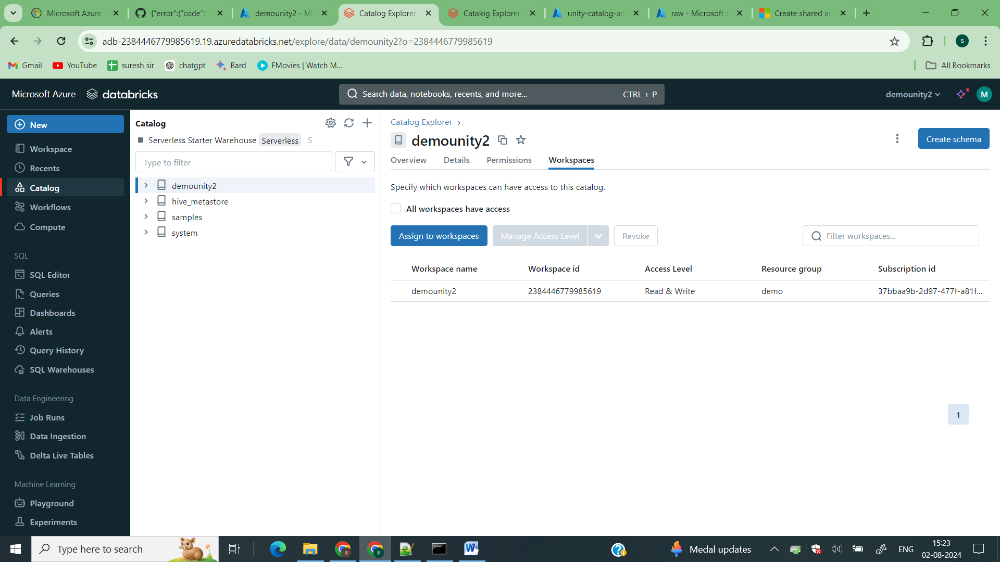 Microsoft Azure
{"error":{"code":"
demounity2 - Mi
Catalog Explorer
Catalog Explorer
unity-catalog-acc
raw - Microsoft A
Create shared ac
adb-2384446779985619.19.azuredatabricks.net/explore/data/demounity2?o=2384446779985619
S
Gmail
YouTube
suresh sir
chatgpt
Bard
FMovies | Watch M...
All Bookmarks
Microsoft Azure
databricks
Search data, notebooks, recents, and more...
CTRL + P
demounity2
M
New
Workspace
Recents
Catalog
Workflows
Compute
SQL
SQL Editor
Queries
Dashboards
Alerts
Query History
SQL Warehouses
Data Engineering
Job Runs
Data Ingestion
Delta Live Tables
Machine Learning
Playground
Experiments
Catalog
Serverless Starter Warehouse Serverless S
Type to filter
demounity2
hive_metastore
samples
system
Catalog Explorer ›
demounity2
Create schema
Overview Details Permissions Workspaces
Specify which workspaces can have access to this catalog.
All workspaces have access
Assign to workspaces Manage Access Level Revoke
Filter workspaces...
Workspace name Workspace id Access Level Resource group Subscription id
demounity2 2384446779985619 Read & Write demo 37bbaa9b-2d97-477f-a81f...
1
Type here to search
Medal updates
ENG
15:23
02-08-2024